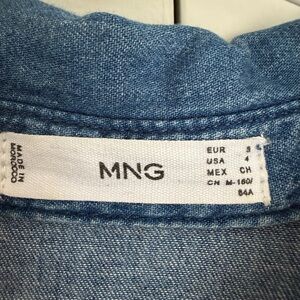 MADE IN
MOROCCO
MNG
EUR S
USA 4
MEX CH
CN M-160/
84A